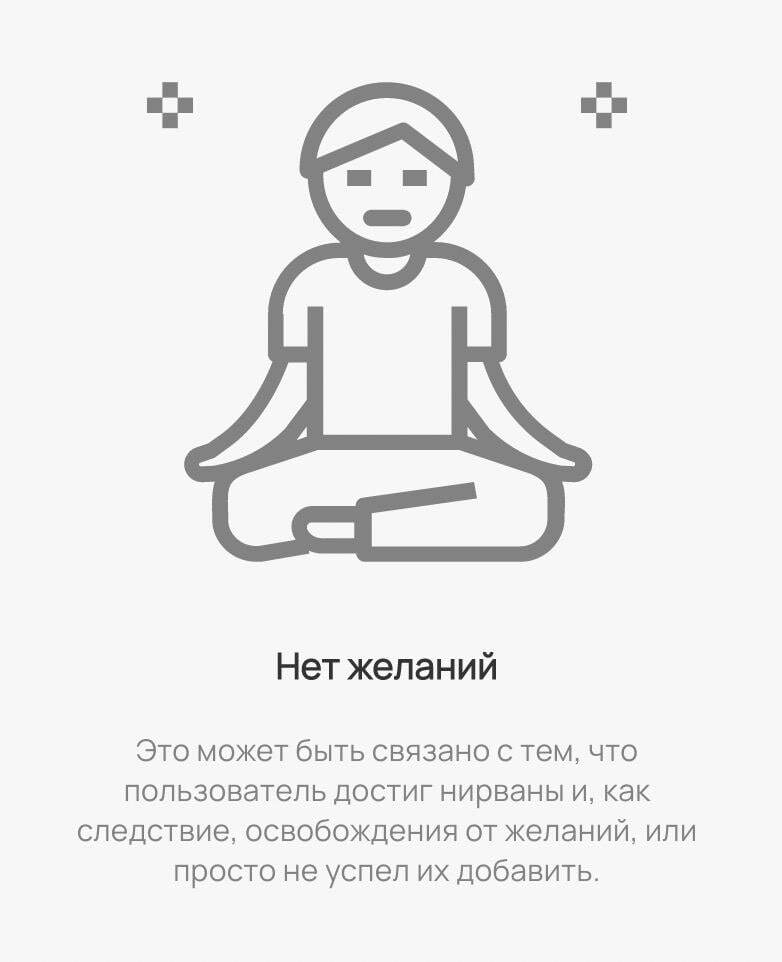 Нет желаний
Это может быть связано с тем, что
пользователь достиг нирваны и, как
следствие, освобождения от желаний, или
просто не успел их добавить.